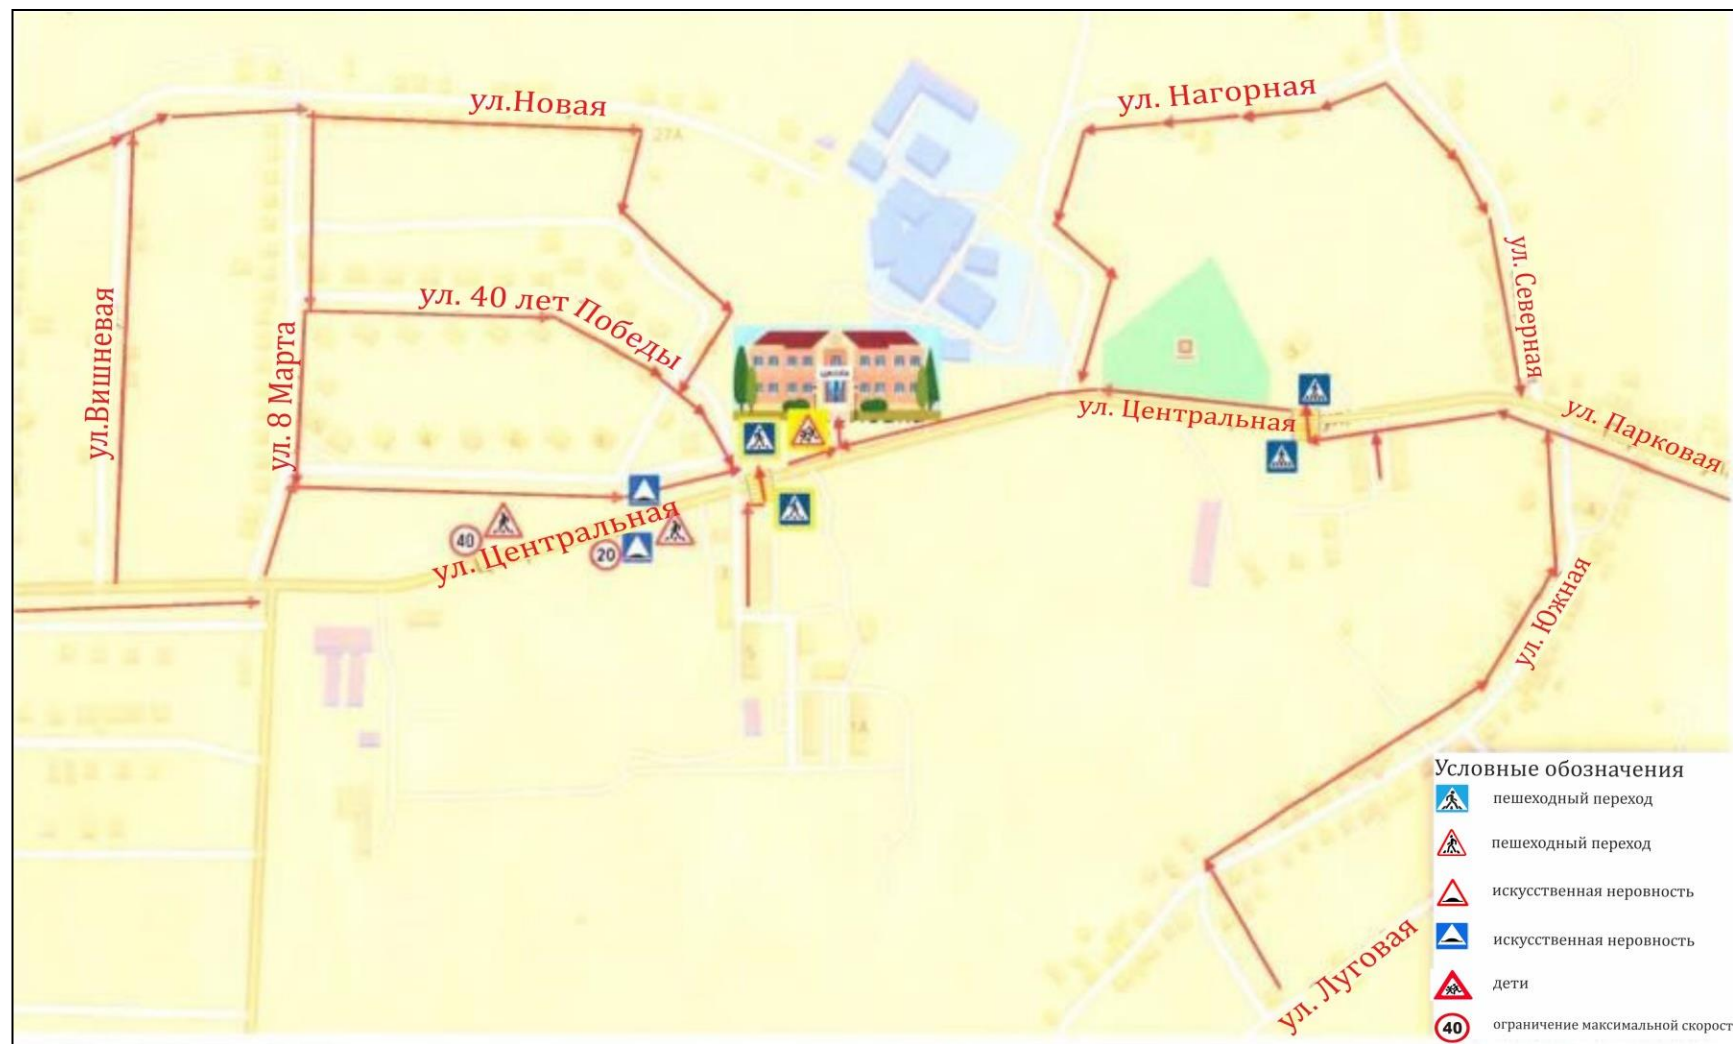 ул.Новая
ул. Нагорная
27А
ул. Северная
ул.Вишневая
ул. 8 Марта
ул. 40 лет Победы
школа
ул. Центральная
ул. Парковая
40
ул. Центральная
20
ул. Южная
1А
ул. Луговая
Условные обозначения
пешеходный переход
пешеходный переход
искусственная неровность
искусственная неровность
дети
40 ограничение максимальной скорост